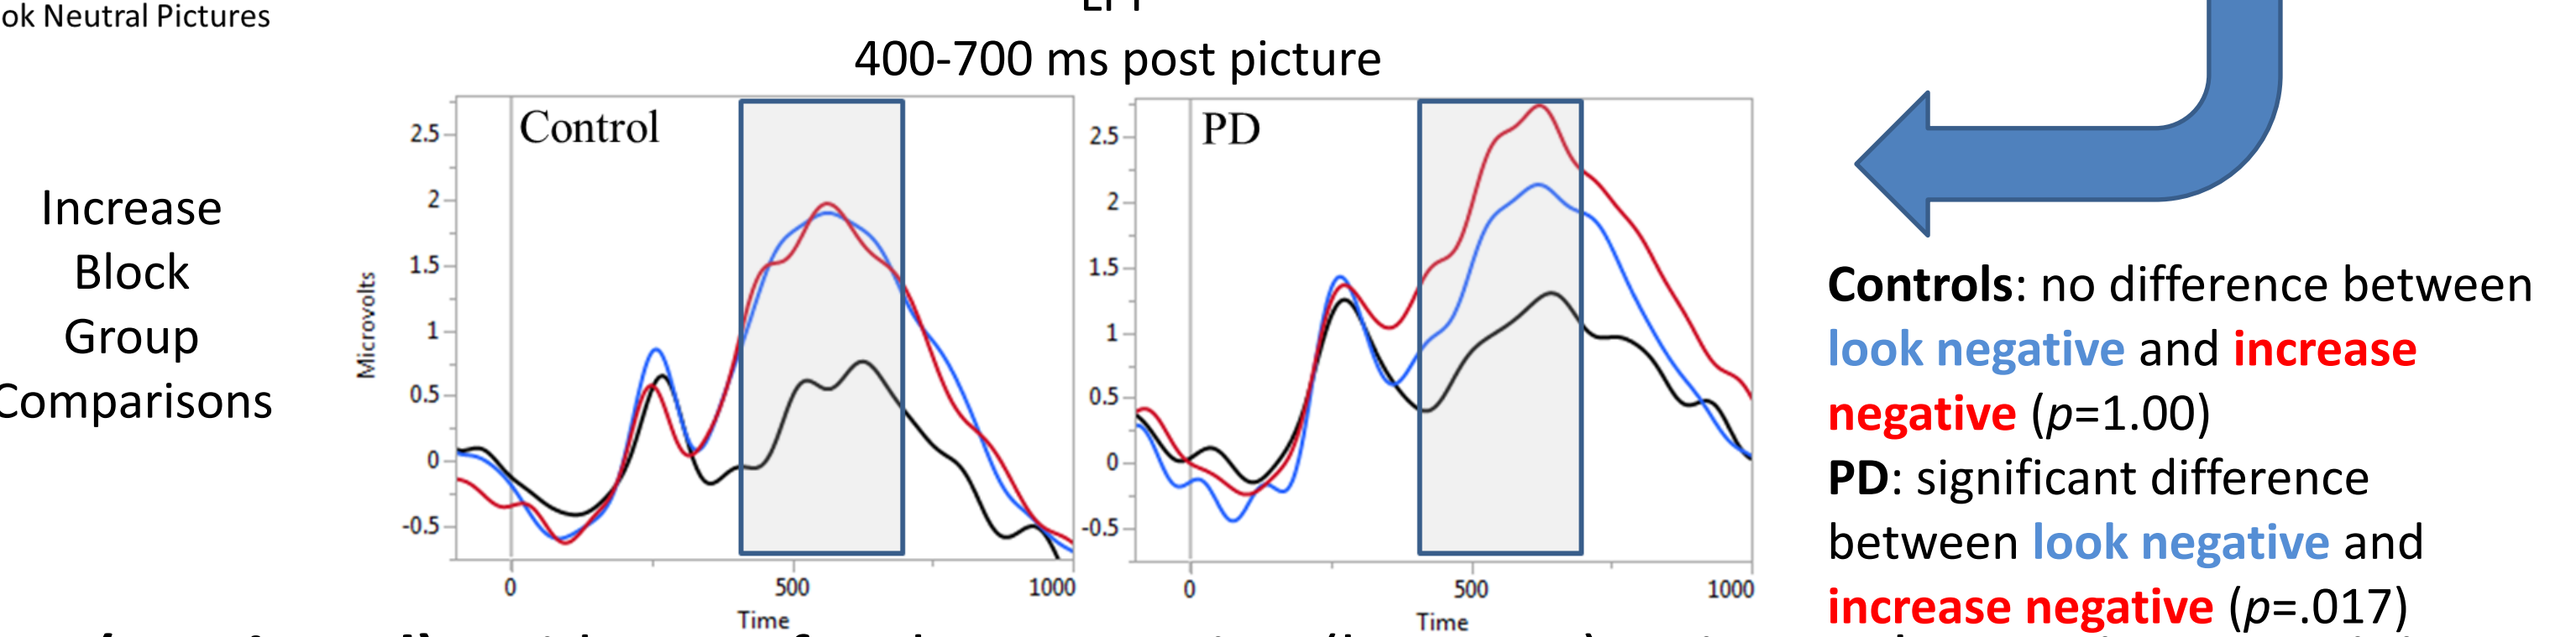 ok Neutral Pictures
400-700 ms post picture
Increase
Block
Group
Comparisons
Control
Microvolts
2.5
2
1.5
1
0.5
0
-0.5
0
500
1000
Time
PD
2.5
2
1.5
1
0.5
0
-0.5
0
500
1000
Time
Controls: no difference between
look negative and increase
negative (p=1.00)
PD: significant difference
between look negative and
increase negative (p=.017)